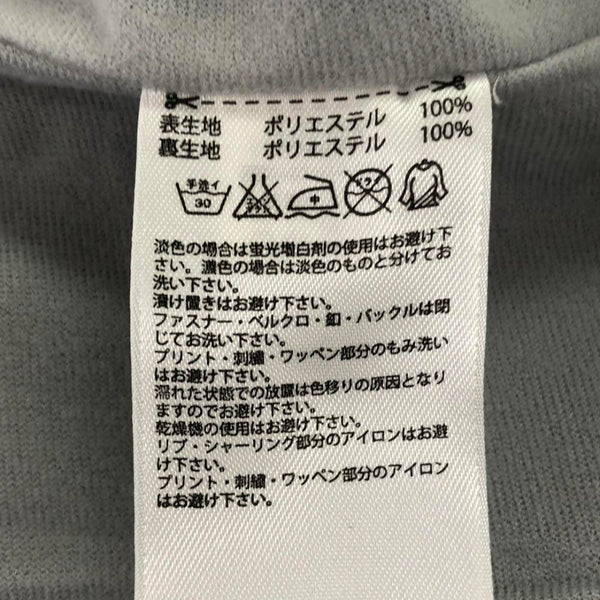 表生地 ポリエステル 100%
裏生地 ポリエステル 100%
手洗イ 30 エンソサラシ 中 ドライ
淡色の場合は蛍光増白剤の使用はお避け下
さい。濃色の場合は淡色のものと分けてお
洗い下さい。
漬け置きはお避け下さい。
ファスナー・ベルクロ・釦・バックルは閉
じてお洗い下さい。
プリント・刺繍・ワッペン部分のもみ洗い
はお避け下さい。
濡れた状態での放置は色移りの原因となり
ますのでお避け下さい。
乾燥機の使用はお避け下さい。
リブ・シャーリング部分のアイロンはお避
け下さい。
プリント・刺繍・ワッペン部分のアイロン
はお避け下さい。